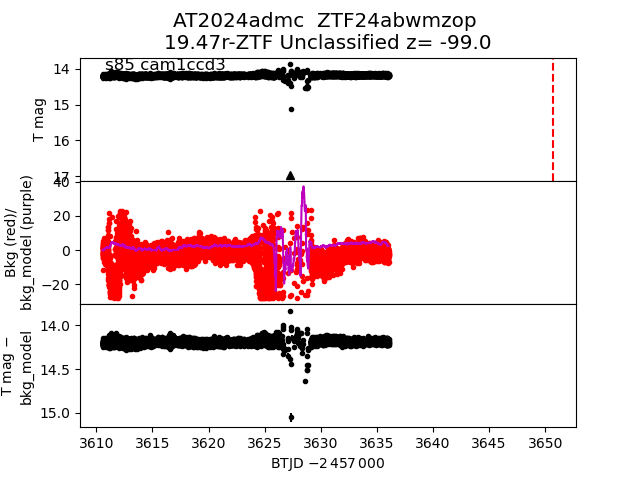 AT2024admc  ZTF24abwmzop
19.47r-ZTF Unclassified z= -99.0
s85 cam1ccd3
T mag
14
15
16
17
Bkg (red)/
bkg_model (purple)
40
20
0
−20
T mag −
bkg_model
14.0
14.5
15.0
3610 3615 3620 3625 3630 3635 3640 3645 3650
BTJD −2 457 000